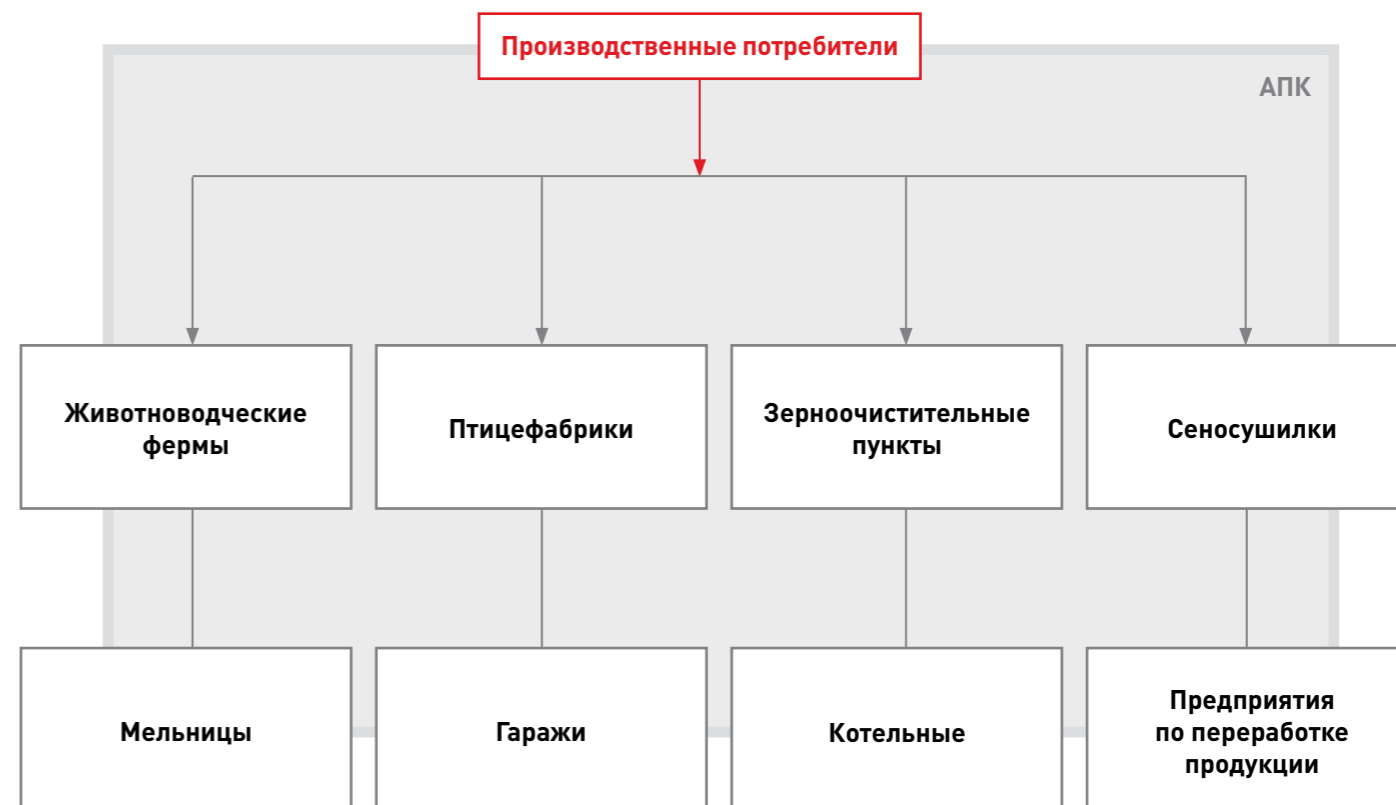 Производственные потребители
АПК
Животноводческие
фермы
Птицефабрики
Зерноочистительные
пункты
Сеносушилки
Мельницы
Гаражи
Котельные
Предприятия
по переработке
продукции